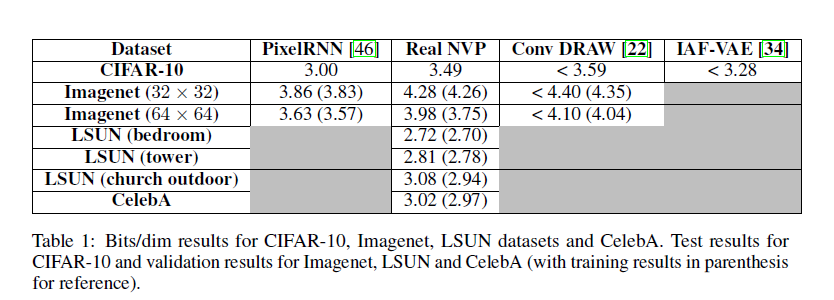 Dataset PixelRNN [46] Real NVP Conv DRAW [22] IAF-VAE [34]
CIFAR-10 3.00 3.49 < 3.59 < 3.28
Imagenet (32 × 32) 3.86 (3.83) 4.28 (4.26) < 4.40 (4.35)
Imagenet (64 × 64) 3.63 (3.57) 3.98 (3.75) < 4.10 (4.04)
LSUN (bedroom) 2.72 (2.70)
LSUN (tower) 2.81 (2.78)
LSUN (church outdoor) 3.08 (2.94)
CelebA 3.02 (2.97)
Table 1: Bits/dim results for CIFAR-10, Imagenet, LSUN datasets and CelebA. Test results for
CIFAR-10 and validation results for Imagenet, LSUN and CelebA (with training results in parenthesis
for reference).